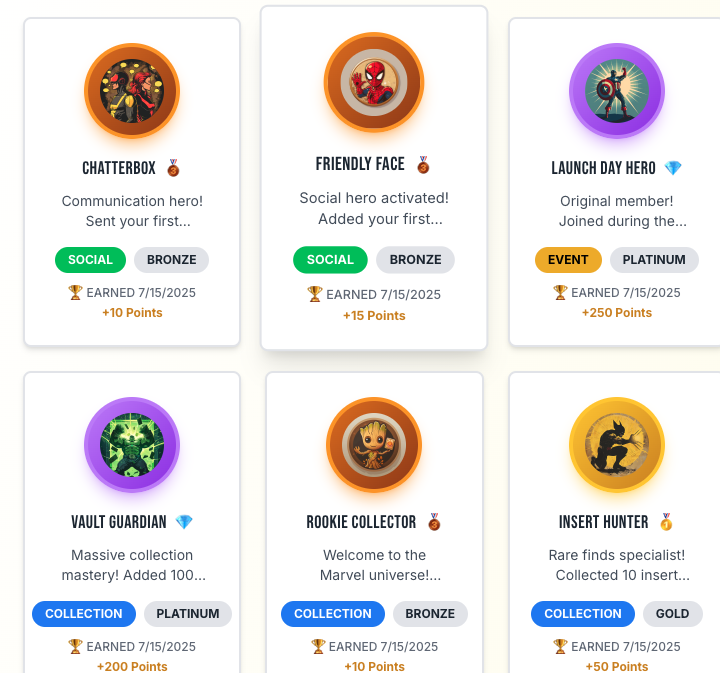 CHATTERBOX
Communication hero!
Sent your first...
SOCIAL BRONZE
EARNED 7/15/2025
+10 Points
FRIENDLY FACE
Social hero activated!
Added your first...
SOCIAL BRONZE
EARNED 7/15/2025
+15 Points
LAUNCH DAY HERO
Original member!
Joined during the...
EVENT PLATINUM
EARNED 7/15/2025
+250 Points
VAULT GUARDIAN
Massive collection
mastery! Added 100...
COLLECTION PLATINUM
EARNED 7/15/2025
+200 Points
ROOKIE COLLECTOR
Welcome to the
Marvel universe!...
COLLECTION BRONZE
EARNED 7/15/2025
+10 Points
INSERT HUNTER
Rare finds specialist!
Collected 10 insert...
COLLECTION GOLD
EARNED 7/15/2025
+50 Points